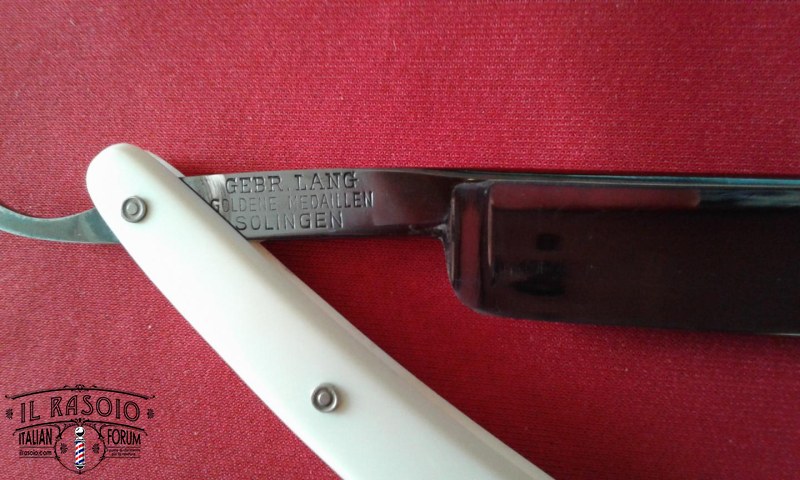 GEBR. LANG
GOLDENE MEDAILLEN
SOLINGEN
IL RASOIO
ITALIAN FORUM
ilrasoio.com